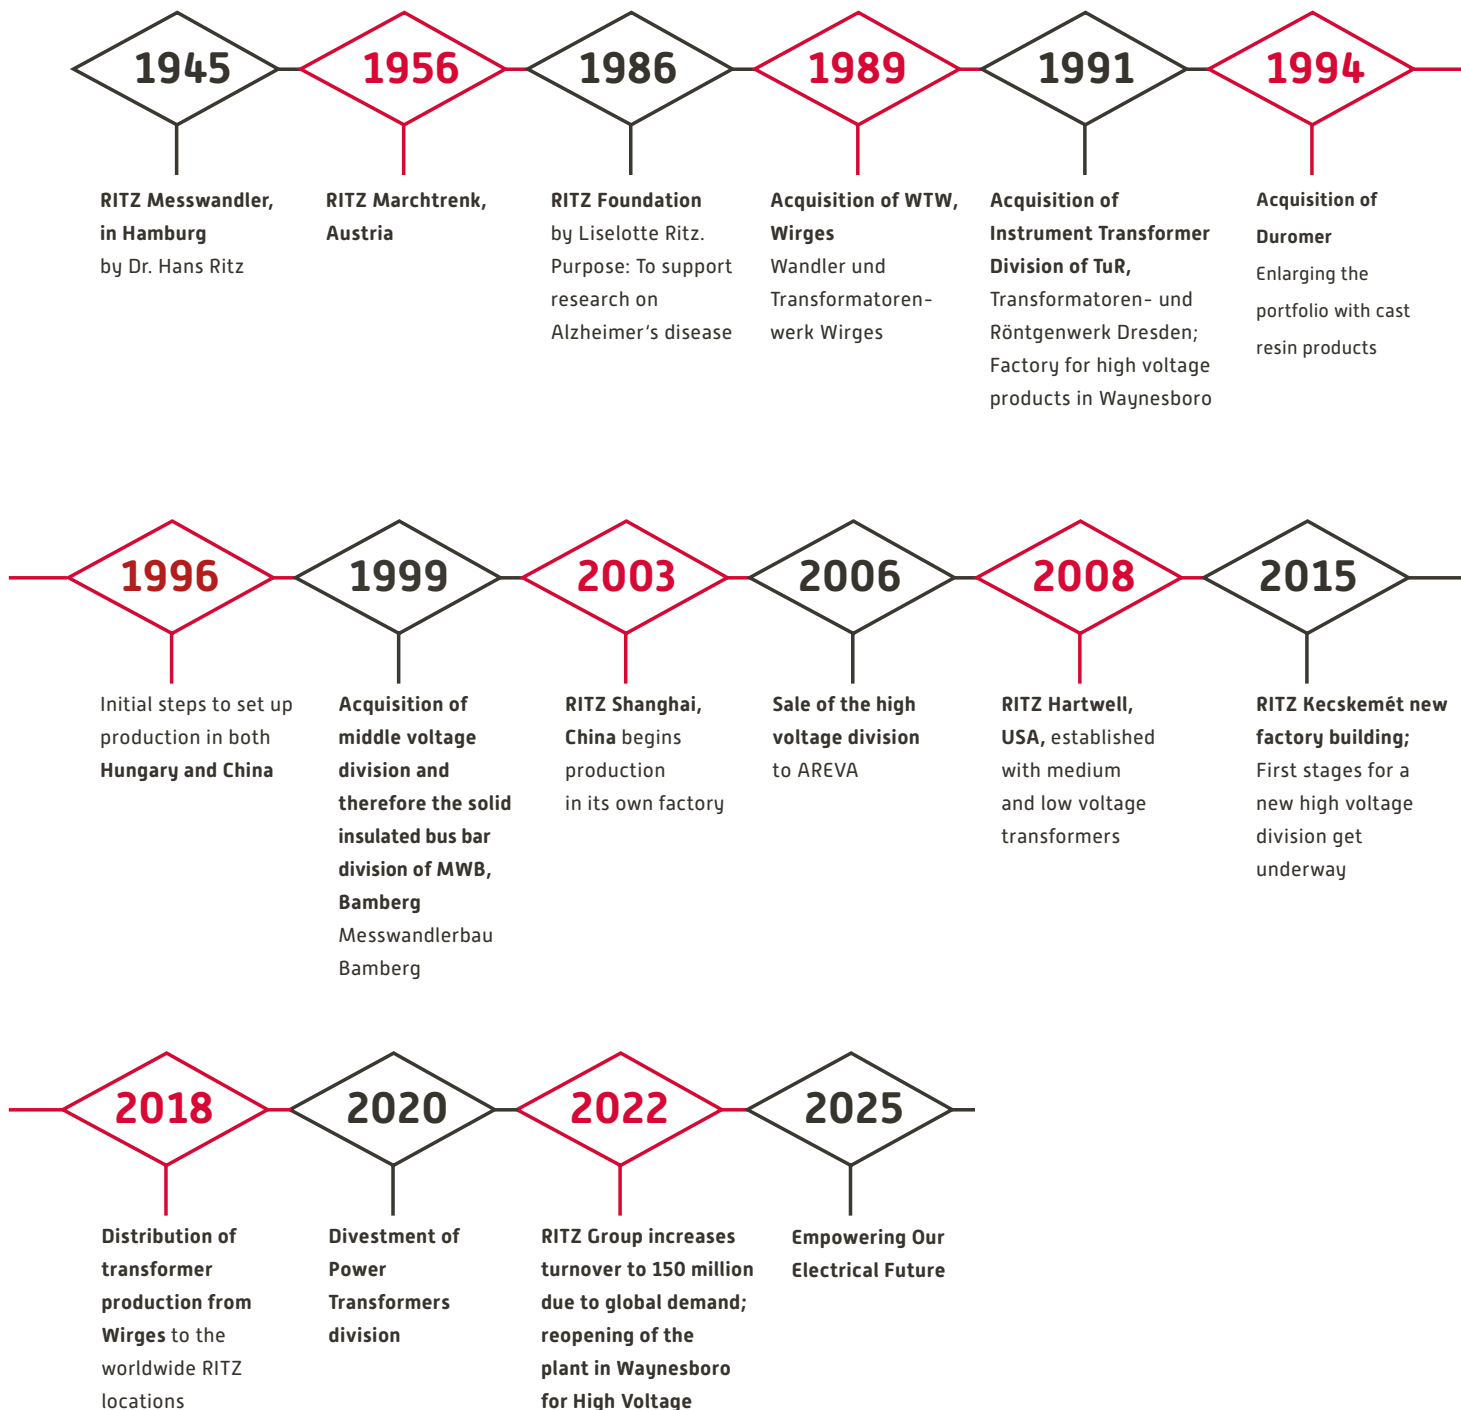 1945
RITZ Messwandler,
in Hamburg
by Dr. Hans Ritz
1956
RITZ Marchtrenk,
Austria
1986
RITZ Foundation
by Liselotte Ritz.
Purpose: To support
research on
Alzheimer's disease
1989
Acquisition of WTW,
Wirges
Wandler und
Transformatoren-
werk Wirges
1991
Acquisition of
Instrument Transformer
Division of TuR,
Transformatoren- und
Röntgenwerk Dresden;
Factory for high voltage
products in Waynesboro
1994
Acquisition of
Duromer
Enlarging the
portfolio with cast
resin products
1996
Initial steps to set up
production in both
Hungary and China
1999
Acquisition of
middle voltage
division and
therefore the solid
insulated bus bar
division of MWB,
Bamberg
Messwandlerbau
Bamberg
2003
RITZ Shanghai,
China begins
production
in its own factory
2006
Sale of the high
voltage division
to AREVA
2008
RITZ Hartwell,
USA, established
with medium
and low voltage
transformers
2015
RITZ Kecskemét new
factory building;
First stages for a
new high voltage
division get
underway
2018
Distribution of
transformer
production from
Wirges to the
worldwide RITZ
locations
2020
Divestment of
Power
Transformers
division
2022
RITZ Group increases
turnover to 150 million
due to global demand;
reopening of the
plant in Waynesboro
for High Voltage
2025
Empowering Our
Electrical Future